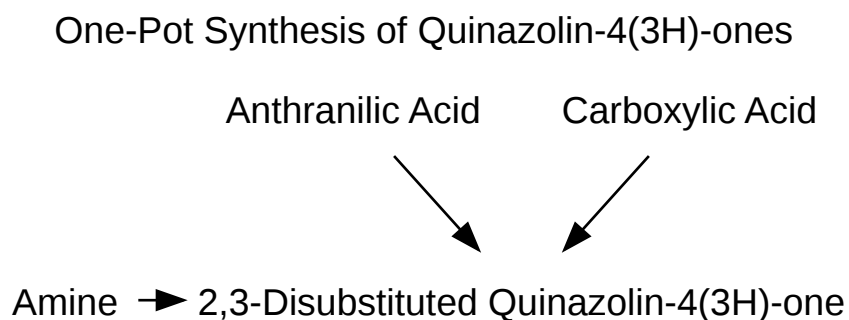 One-Pot Synthesis of Quinazolin-4(3H)-ones
Anthranilic Acid Carboxylic Acid
Amine 2,3-Disubstituted Quinazolin-4(3H)-one